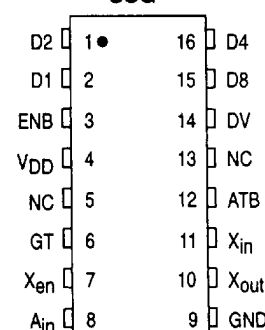 D2 1 16 D4
D1 2 15 D8
ENB 3 14 DV
VDD 4 13 NC
NC 5 12 ATB
GT 6 11 Xin
Xen 7 10 Xout
Ain 8 9 GND